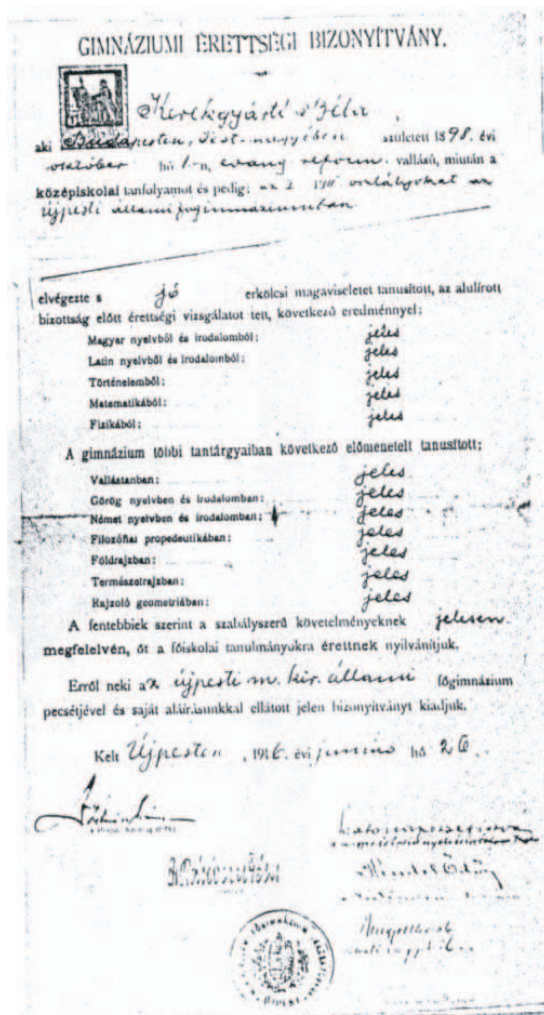 GIMNÁZIUMI ÉRETTSÉGI BIZONYÍTVÁNY.
Kerékgyártó Béla,
aki Budapesten, Pest-megyében született 1898. évi
október hó 1-n, evang. reform. vallású, miután a
középiskolai tanfolyamot és pedig: az VIII osztályokat az
Újpesti állami főgimnáziumban
elvégezte s jó erkölcsi magaviseletet tanusított, az alulírott
bizottság előtt érettségi vizsgálatot tett, következő eredménnyel:
Magyar nyelvből és irodalomból: jeles
Latin nyelvből és irodalomból: jeles
Történelemből: jeles
Matematikából: jeles
Fizikából: jeles
A gimnázium többi tantárgyaiban következő előmenetelt tanusított:
Vallástanban: jeles
Görög nyelvben és irodalomban: jeles
Német nyelvben és irodalomban: jeles
Filozófiai propedeutikában: jeles
Földrajzban: jeles
Természetrajzban: jeles
Rajzoló geometriában: jeles
A fentebbiek szerint a szabályszerű követelményeknek jelesen
megfelelvén, őt a főiskolai tanulmányokra érettnek nyilvánítjuk.
Erről neki az újpesti m. kir. állami főgimnázium
pecsétjével és saját aláírásunkkal ellátott jelen bizonyítványt kiadjuk.
Kelt Újpesten, 1916. évi junius hó 26.